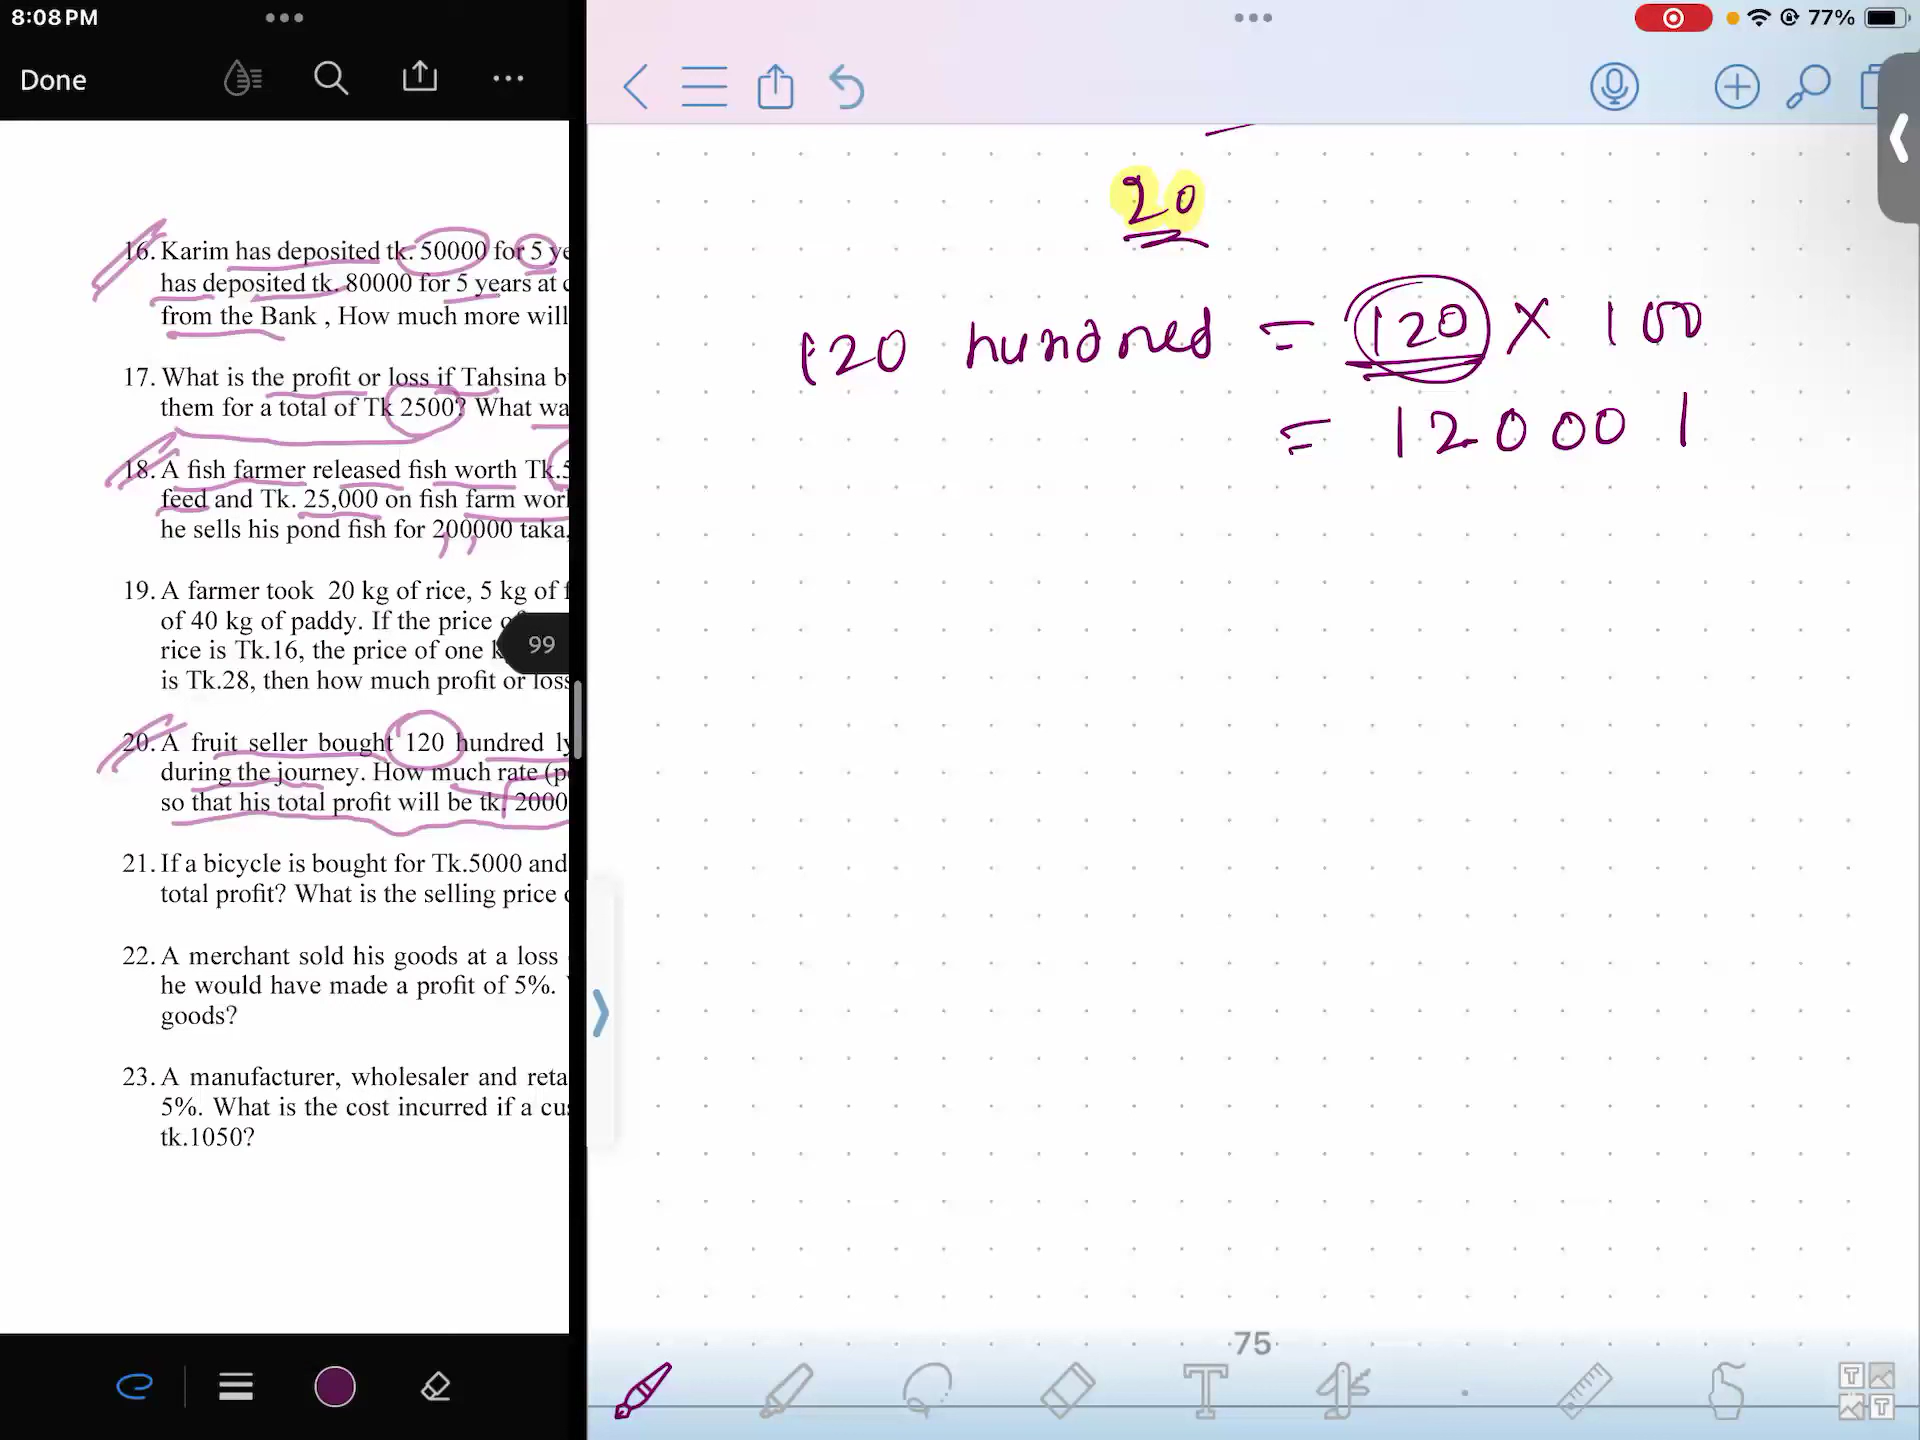 8:08 PM
77%
Done
16. Karim has deposited tk. 50000 for 5 ye
has deposited tk. 80000 for 5 years at
from the Bank , How much more will
17. What is the profit or loss if Tahsina b
them for a total of Tk 2500? What wa
18. A fish farmer released fish worth Tk.5
feed and Tk. 25,000 on fish farm wor
he sells his pond fish for 200000 taka,
19. A farmer took 20 kg of rice, 5 kg of f
of 40 kg of paddy. If the price
rice is Tk.16, the price of one k
is Tk.28, then how much profit or loss
99
20. A fruit seller bought 120 hundred ly
during the journey. How much rate (p
so that his total profit will be tk. 2000
21. If a bicycle is bought for Tk.5000 and
total profit? What is the selling price
22. A merchant sold his goods at a loss
he would have made a profit of 5%.
goods?
23. A manufacturer, wholesaler and reta
5%. What is the cost incurred if a cu
tk.1050?
20
120 hundred = 120 × 100
= 12000 |
75